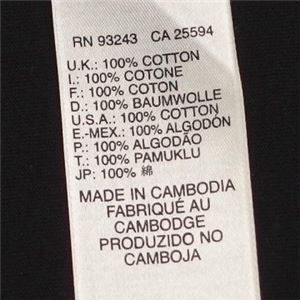 RN 93243 CA 25594
U.K.: 100% COTTON
I.: 100% COTONE
F.: 100% COTON
D.: 100% BAUMWOLLE
U.S.A.: 100% COTTON
E.-MEX.: 100% ALGODÓN
P.: 100% ALGODÃO
T.: 100% PAMUKLU
JP: 100% 綿
MADE IN CAMBODIA
FABRIQUÉ AU
CAMBODGE
PRODUZIDO NO
CAMBOJA